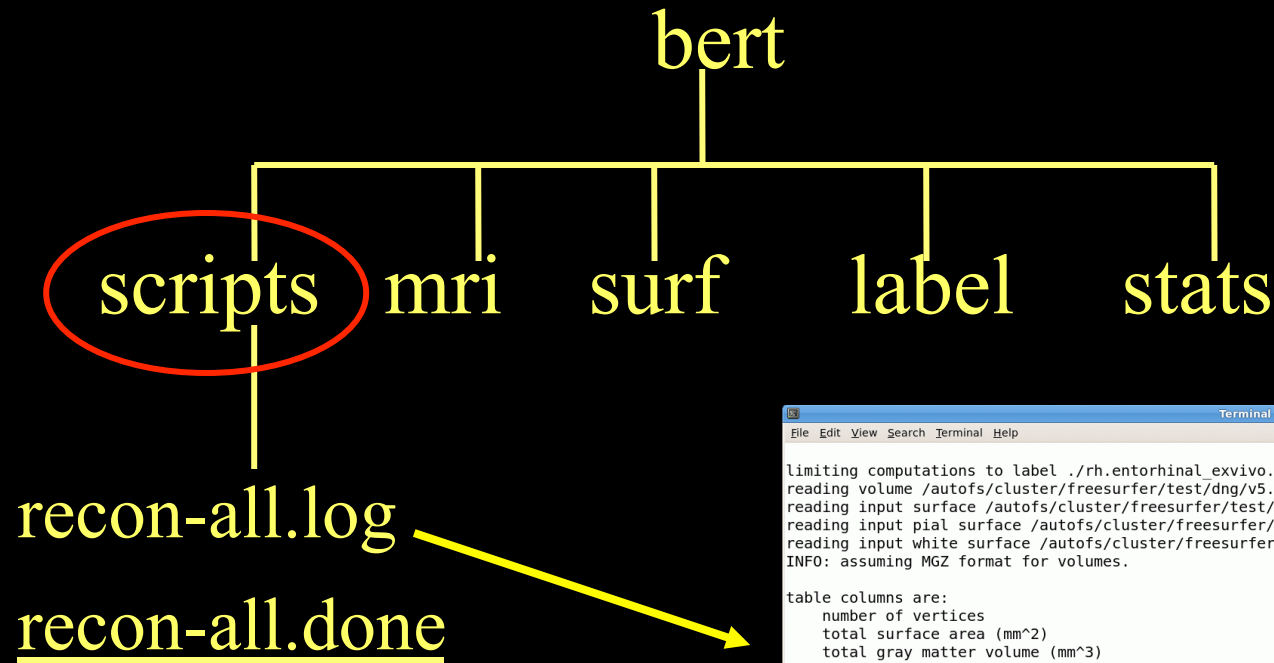 bert
scripts mri surf label stats
recon-all.log
recon-all.done
Terminal
File Edit View Search Terminal Help
limiting computations to label ./rh.entorhinal_exvivo.
reading volume /autofs/cluster/freesurfer/test/dng/v5.
reading input surface /autofs/cluster/freesurfer/test/
reading input pial surface /autofs/cluster/freesurfer/
reading input white surface /autofs/cluster/freesurfer
INFO: assuming MGZ format for volumes.
table columns are:
number of vertices
total surface area (mm^2)
total gray matter volume (mm^3)